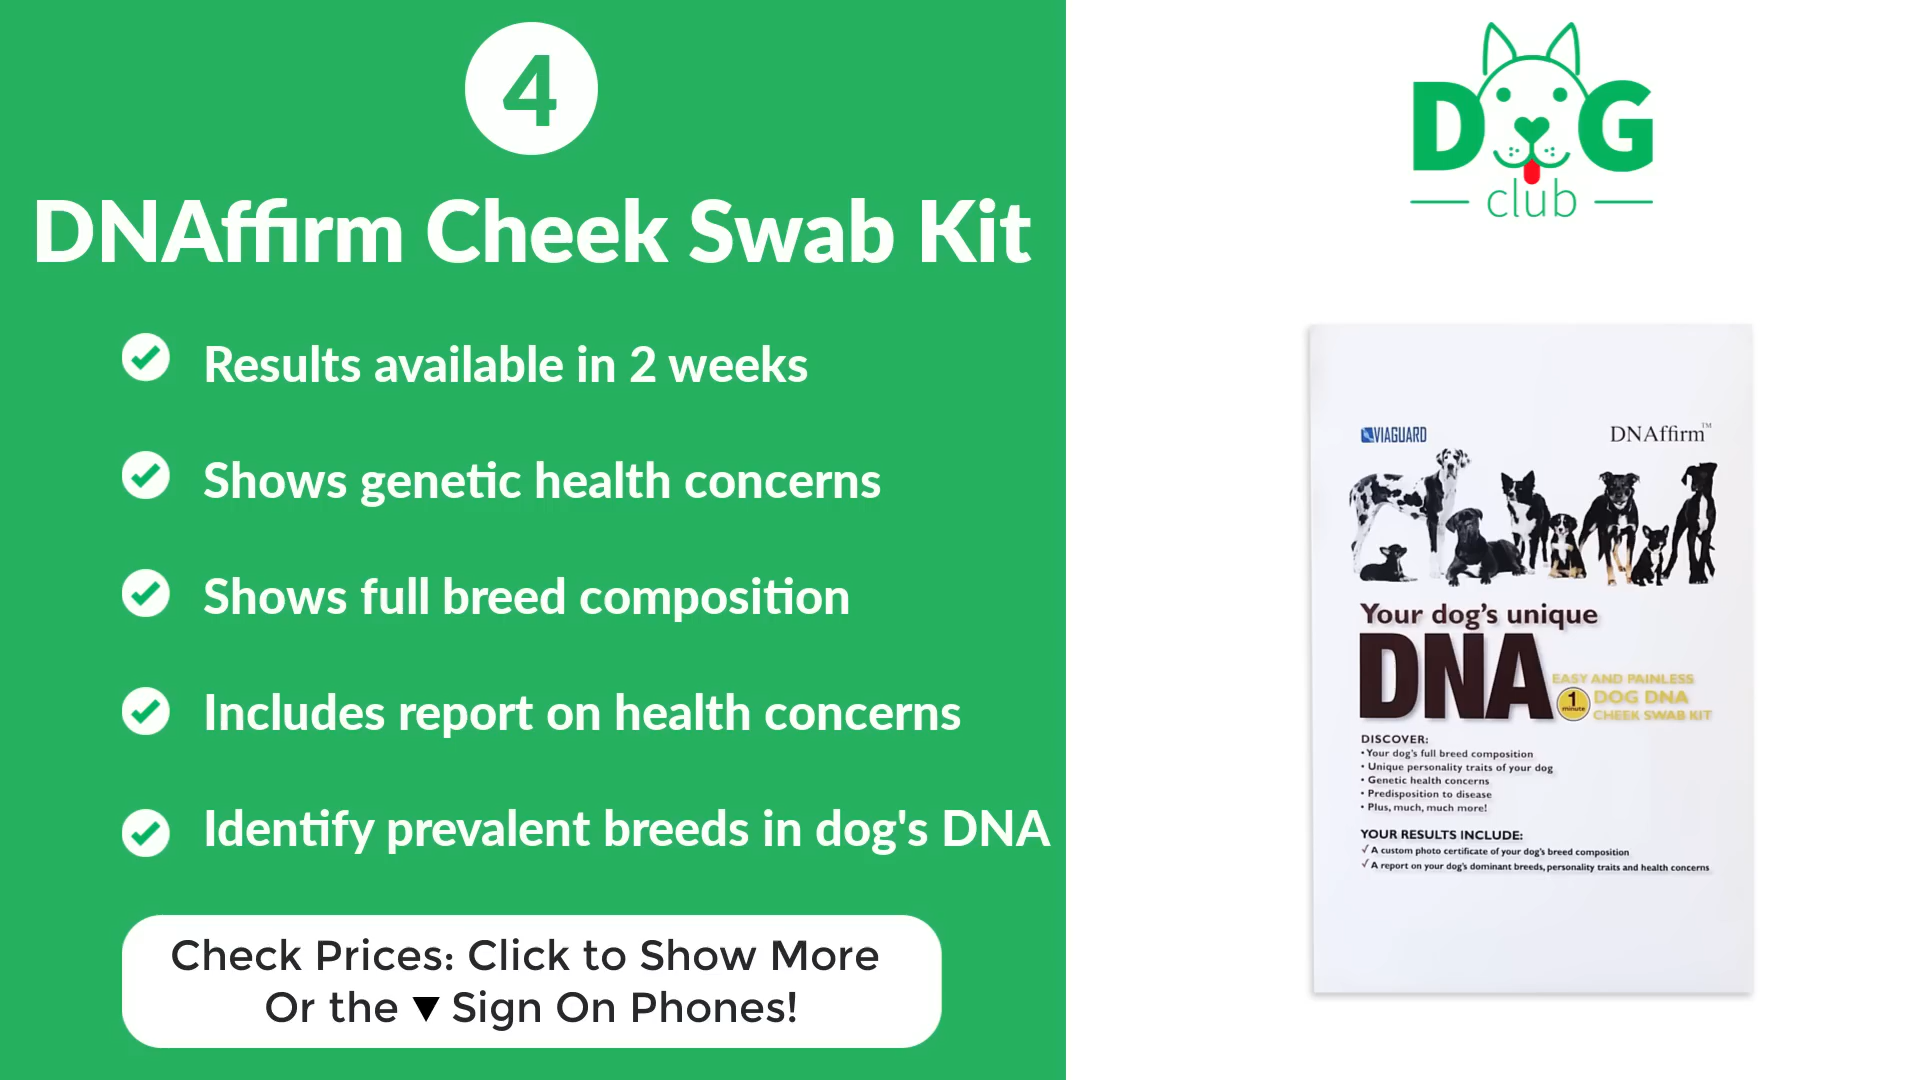 4
DNAffirm Cheek Swab Kit
Results available in 2 weeks
Shows genetic health concerns
Shows full breed composition
Includes report on health concerns
Identify prevalent breeds in dog's DNA
Check Prices: Click to Show More
Or the ▼ Sign On Phones!
DOG
club
VIAGUARD
DNAffirm™
Your dog's unique
DNA
EASY AND PAINLESS
1 minute
DOG DNA
CHEEK SWAB KIT
DISCOVER:
• Your dog's full breed composition
• Unique personality traits of your dog
• Genetic health concerns
• Predisposition to disease
• Plus, much, much more!
YOUR RESULTS INCLUDE:
√ A custom photo certificate of your dog's breed composition
√ A report on your dog's dominant breeds, personality traits and health concerns